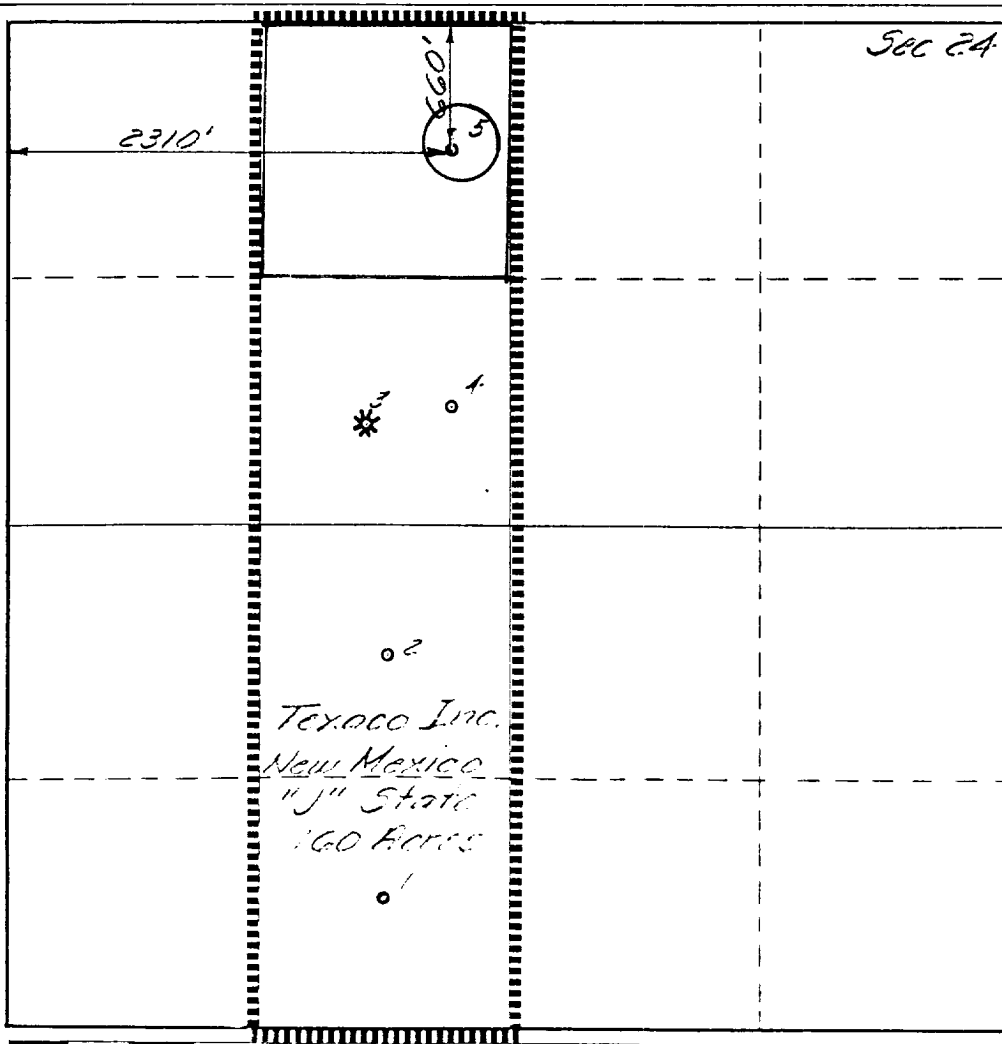 Sec 24
660'
2310'
5
4
3
2
Texaco Inc.
New Mexico
"J" State
160 Acres
1